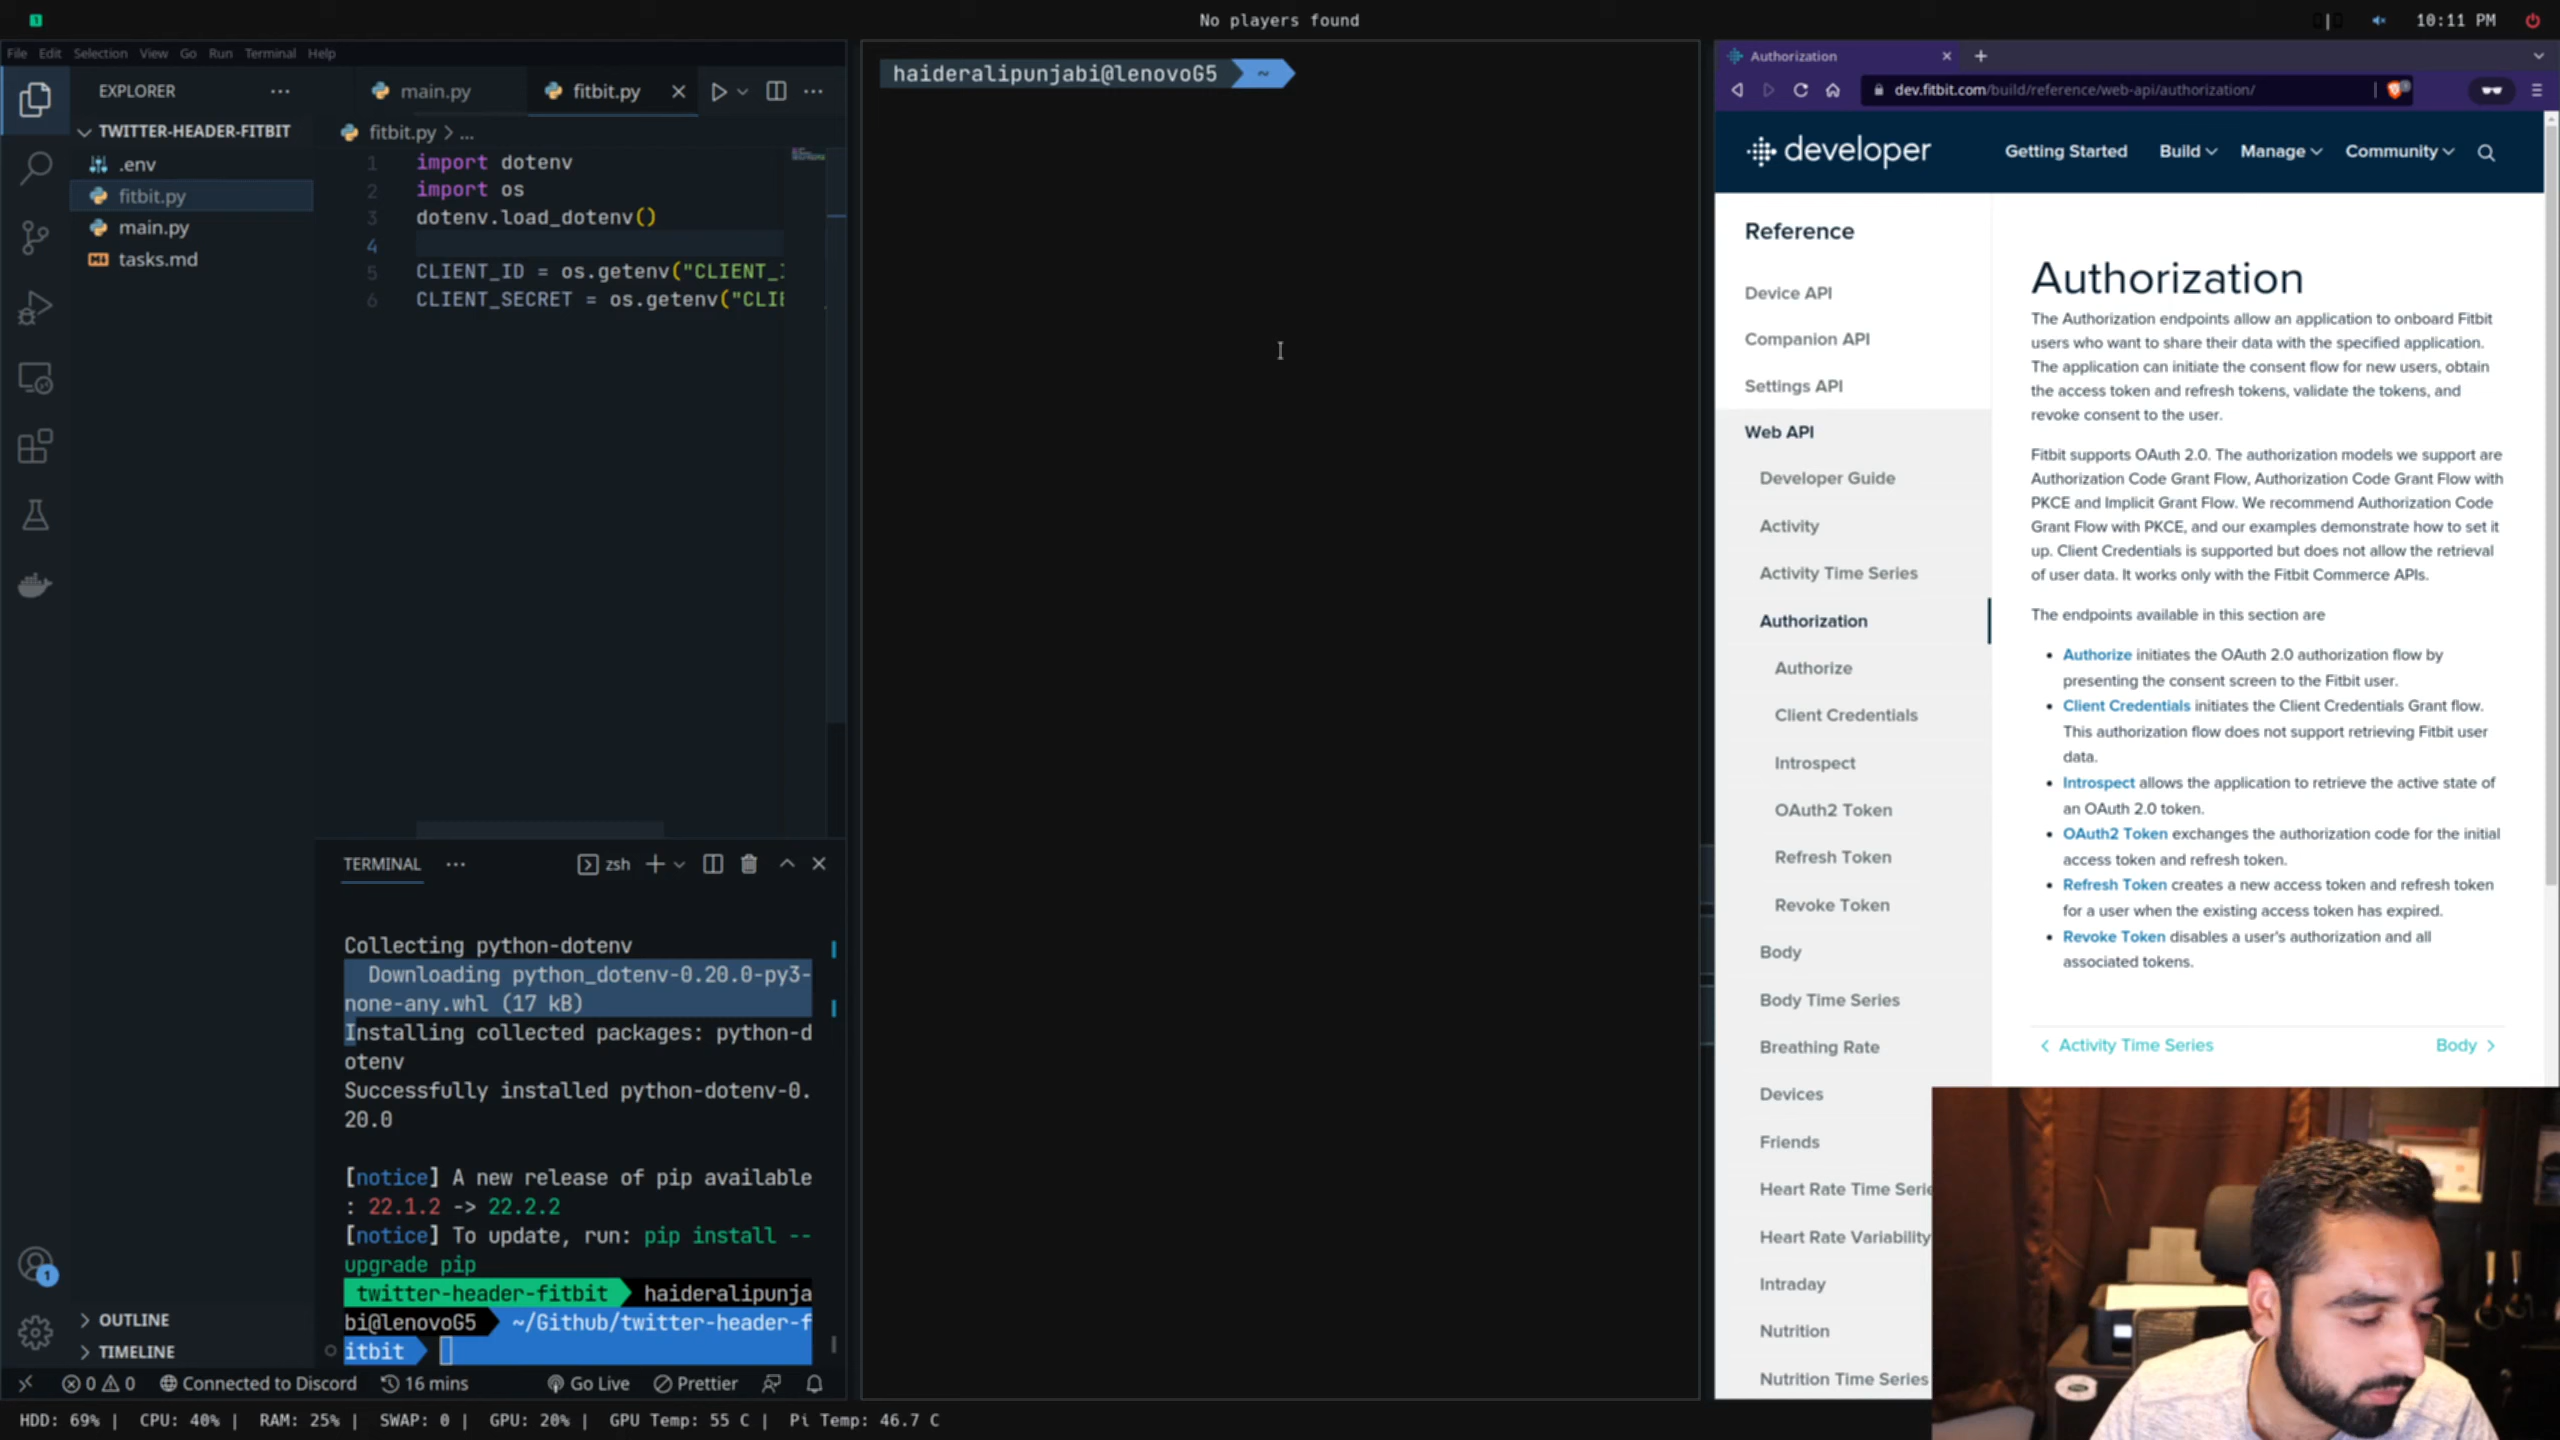 1
No players found
10:11 PM
File Edit Selection View Go Run Terminal Help
EXPLORER
TWITTER-HEADER-FITBIT
.env
fitbit.py
main.py
tasks.md
OUTLINE
TIMELINE
main.py
fitbit.py
fitbit.py > ...
1 import dotenv
2 import os
3 dotenv.load_dotenv()
4
5 CLIENT_ID = os.getenv("CLIENT_
6 CLIENT_SECRET = os.getenv("CLIE
TERMINAL
zsh
Collecting python-dotenv
Downloading python_dotenv-0.20.0-py3-
none-any.whl (17 kB)
Installing collected packages: python-d
otenv
Successfully installed python-dotenv-0.
20.0
[notice] A new release of pip available
: 22.1.2 -> 22.2.2
[notice] To update, run: pip install --
upgrade pip
twitter-header-fitbit haideralipunja
bi@lenovoG5 ~/Github/twitter-header-f
itbit
1
0 0 Connected to Discord 16 mins Go Live Prettier
haideralipunjabi@lenovoG5 ~
Authorization
dev.fitbit.com/build/reference/web-api/authorization/
developer
Getting Started Build Manage Community
Reference
Device API
Companion API
Settings API
Web API
Developer Guide
Activity
Activity Time Series
Authorization
Authorize
Client Credentials
Introspect
OAuth2 Token
Refresh Token
Revoke Token
Body
Body Time Series
Breathing Rate
Devices
Friends
Heart Rate Time Serie
Heart Rate Variability
Intraday
Nutrition
Nutrition Time Series
Authorization
The Authorization endpoints allow an application to onboard Fitbit
users who want to share their data with the specified application.
The application can initiate the consent flow for new users, obtain
the access token and refresh tokens, validate the tokens, and
revoke consent to the user.
Fitbit supports OAuth 2.0. The authorization models we support are
Authorization Code Grant Flow, Authorization Code Grant Flow with
PKCE and Implicit Grant Flow. We recommend Authorization Code
Grant Flow with PKCE, and our examples demonstrate how to set it
up. Client Credentials is supported but does not allow the retrieval
of user data. It works only with the Fitbit Commerce APIs.
The endpoints available in this section are
• Authorize initiates the OAuth 2.0 authorization flow by
presenting the consent screen to the Fitbit user.
• Client Credentials initiates the Client Credentials Grant flow.
This authorization flow does not support retrieving Fitbit user
data.
• Introspect allows the application to retrieve the active state of
an OAuth 2.0 token.
• OAuth2 Token exchanges the authorization code for the initial
access token and refresh token.
• Refresh Token creates a new access token and refresh token
for a user when the existing access token has expired.
• Revoke Token disables a user's authorization and all
associated tokens.
Activity Time Series
Body
HDD: 69% | CPU: 40% | RAM: 25% | SWAP: 0 | GPU: 20% | GPU Temp: 55 C | Pi Temp: 46.7 C